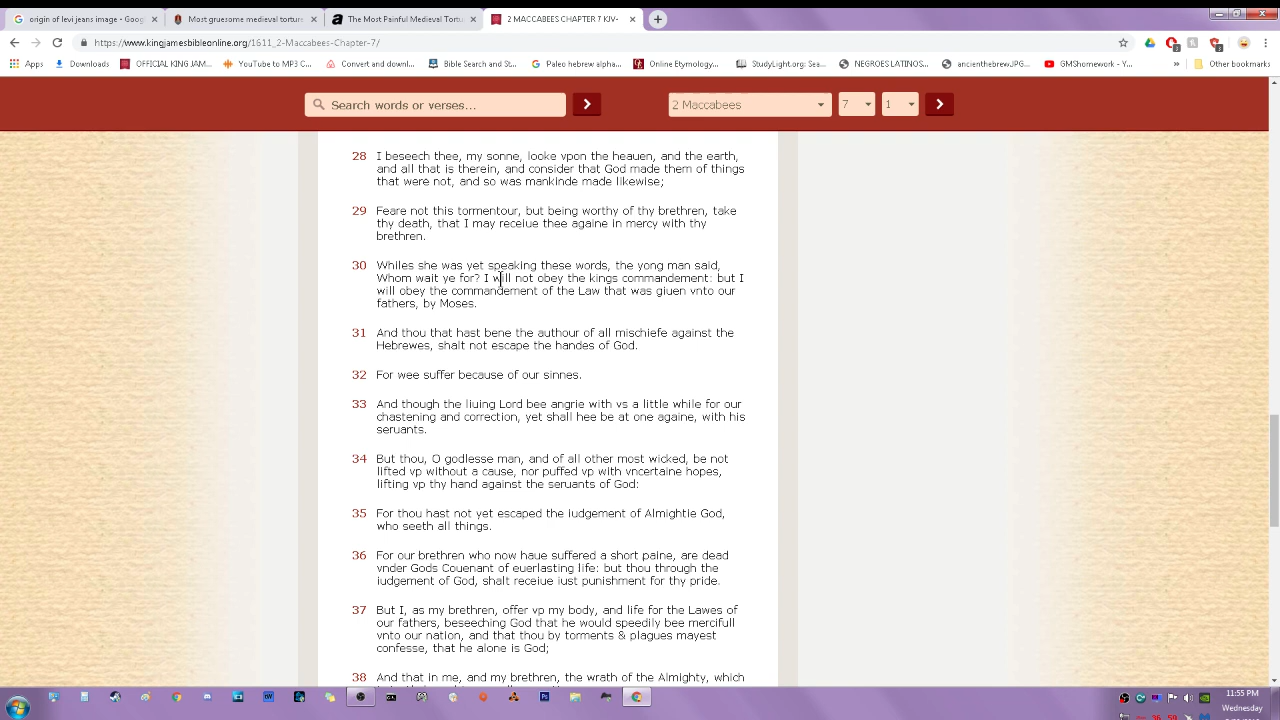 origin of levi jeans image - Goog
Most gruesome medieval torture
The Most Painful Medieval Tortu
2 MACCABEES CHAPTER 7 KJV-
https://www.kingjamesbibleonline.org/1611_2-Maccabees-Chapter-7/
Apps
Downloads
OFFICIAL KING JAM
YouTube to MP3 C...
Convert and downl...
Bible Search and S...
Paleo hebrew alpha...
Online Etymology...
StudyLight.org: Sea...
NEGROES LATINOS...
ancienthebrewJPG...
GMShomework - Y...
»
Other bookmarks
Search words or verses...
2 Maccabees
7
1
28 I beseech thee, my sonne, looke vpon the heauen, and the earth,
and all that is therein, and consider that God made them of things
that were not, and so was mankinde made likewise;
29 Feare not this tormentour, but being worthy of thy brethren, take
thy death, that I may receiue thee againe in mercy with thy
brethren.
30 Whiles she was yet speaking these words, the yong man said,
Whom wait ye for? I will not obey the kings commandement: but I
will obey the commandement of the Law that was giuen vnto our
fathers, by Moses.
31 And thou that hast bene the authour of all mischiefe against the
Hebrewes, shalt not escape the handes of God.
32 For wee suffer because of our sinnes.
33 And though the liuing Lord bee angrie with vs a little while for our
chastening and correction, yet shall hee be at one againe, with his
seruants.
34 But thou, O godlesse man, and of all other most wicked, be not
lifted vp without a cause, nor puffed vp with vncertaine hopes,
lifting vp thy hand against the seruants of God:
35 For thou hast not yet escaped the iudgement of Almightie God,
who seeth all things.
36 For our brethren who now haue suffered a short paine, are dead
vnder Gods Couenant of euerlasting life: but thou through the
iudgement of God, shalt receiue iust punishment for thy pride.
37 But I, as my brethren, offer vp my body, and life for the Lawes of
our fathers, beseeching God that he would speedily bee mercifull
vnto our nation, and that thou by torments & plagues mayest
confesse, that he alone is God;
38 And that in me, and my brethren, the wrath of the Almighty, which
11:55 PM
Wednesday